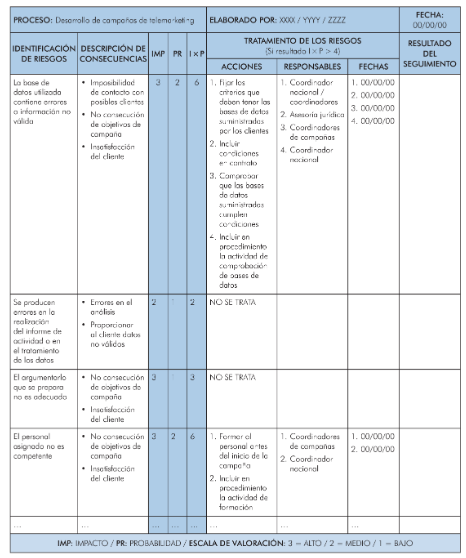 PROCESO: Desarrollo de campañas de telemarketing
ELABORADO POR: XXXX / YYYY / ZZZZ
FECHA:
00/00/00
IDENTIFICACIÓN
DE RIESGOS
DESCRIPCIÓN DE
CONSECUENCIAS
IMP
PR
I × P
TRATAMIENTO DE LOS RIESGOS
(Si resultado I × P > 4)
ACCIONES
RESPONSABLES
FECHAS
RESULTADO
DEL
SEGUIMIENTO
La base de
datos utilizada
contiene errores
o información no
válida
• Imposibilidad
de contacto con
posibles clientes
• No consecución
de objetivos de
campaña
• Insatisfacción
del cliente
3
2
6
1. Fijar los
criterios que
deban tener las
bases de datos
suministradas
por los clientes
2. Incluir
condiciones
en contrato
3. Comprobar
que las bases
de datos
suministradas
cumplen
condiciones
4. Incluir en
procedimiento
la actividad de
comprobación
de bases de
datos
1. Coordinador
nacional /
coordinadores
2. Asesoría jurídica
3. Coordinadores
de campañas
4. Coordinador
nacional
1. 00/00/00
2. 00/00/00
3. 00/00/00
4. 00/00/00
Se producen
errores en la
realización
del informe de
actividad o en
el tratamiento
de los datos
• Errores en el
análisis
• Proporcionar
al cliente datos
no válidos
2
1
2
NO SE TRATA
El argumentario
que se prepara
no es adecuado
• No consecución
de objetivos de
campaña
• Insatisfacción
del cliente
3
1
3
NO SE TRATA
El personal
asignado no es
competente
• No consecución
de objetivos de
campaña
• Insatisfacción
del cliente
3
2
6
1. Formar al
personal antes
del inicio de la
campaña
2. Incluir en
procedimiento
la actividad de
formación
1. Coordinadores
de campañas
2. Coordinador
nacional
1. 00/00/00
2. 00/00/00
... ... ... ... ... ... ... ... ...
IMP: IMPACTO / PR: PROBABILIDAD / ESCALA DE VALORACIÓN: 3 = ALTO / 2 = MEDIO / 1 = BAJO